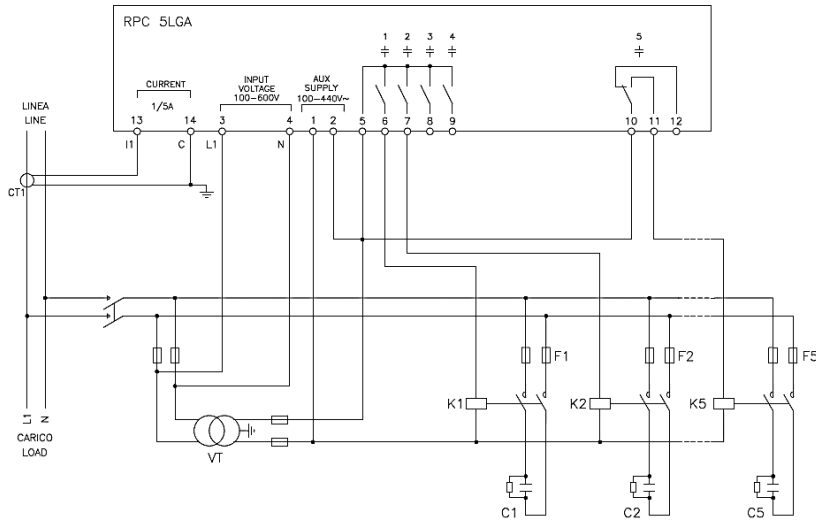 RPC 5LGA
1 2 3 4 5
CURRENT
1/5A
INPUT
VOLTAGE
100-600V
AUX
SUPPLY
100-440V~
LINEA
LINE
13 14 3 4 1 2 5 6 7 8 9 10 11 12
I1 C L1 N
CT1
F1 F2 F5
K1 K2 K5
L1 N
CARICO
LOAD
VT
C1 C2 C5